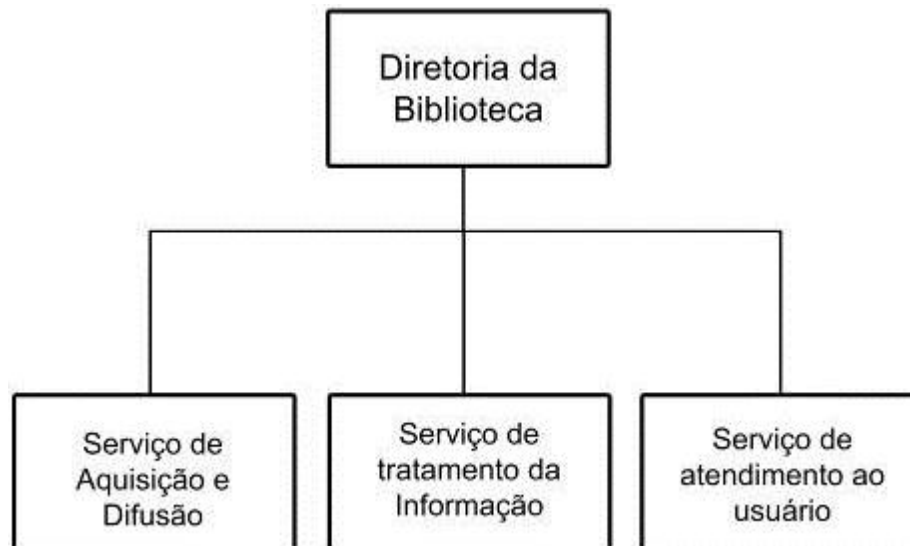 Diretoria da
Biblioteca
Serviço de
Aquisição e
Difusão
Serviço de
tratamento da
Informação
Serviço de
atendimento ao
usuário